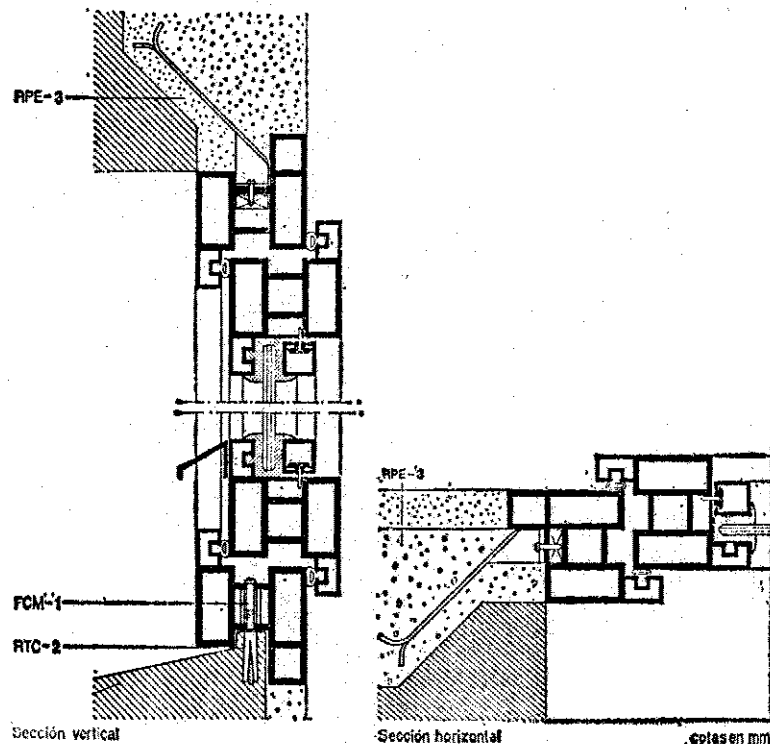 RPE-3
FCM-1
RTC-2
Sección vertical
RPE-3
Sección horizontal
cotas en mm